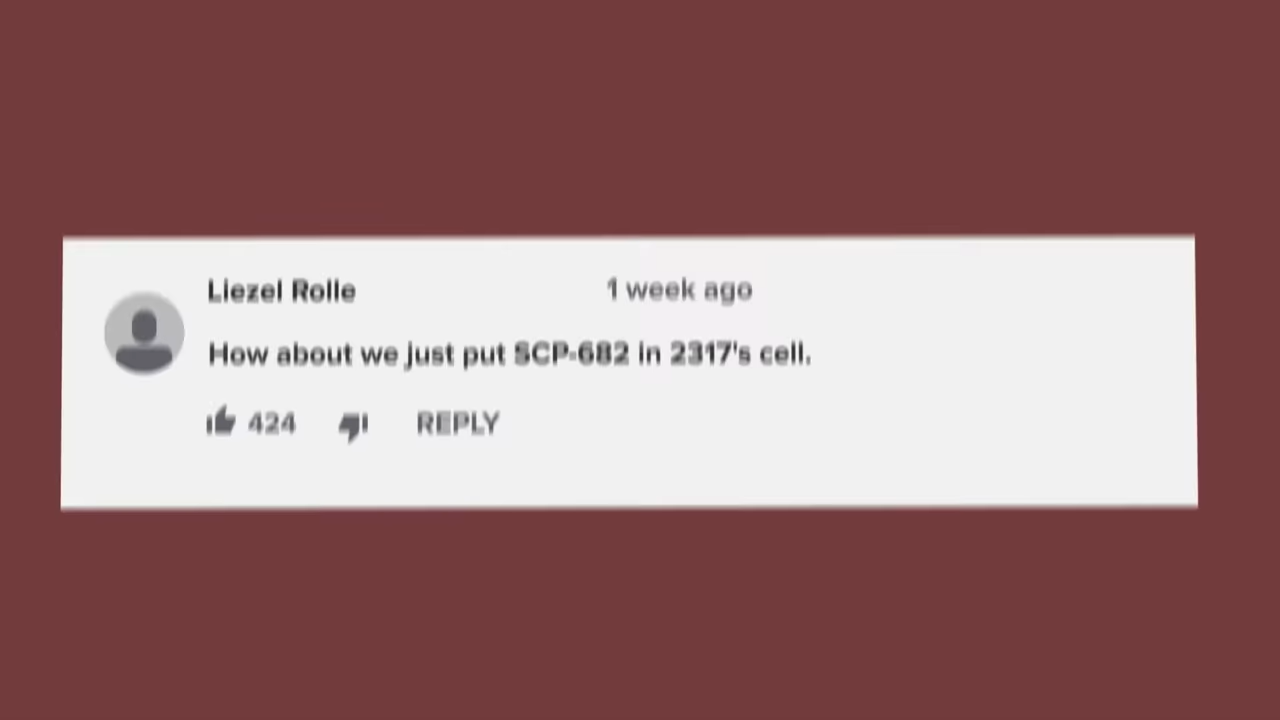 Liezel Rolle 1 week ago
How about we just put SCP-682 in 2317's cell.
424 REPLY